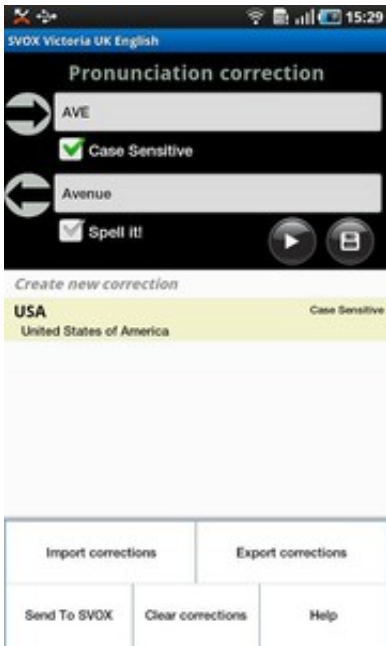 15:29
SVOX Victoria UK English
Pronunciation correction
AVE
Case Sensitive
Avenue
Spell it!
Create new correction
USA Case Sensitive
United States of America
Import corrections Export corrections
Send To SVOX Clear corrections Help